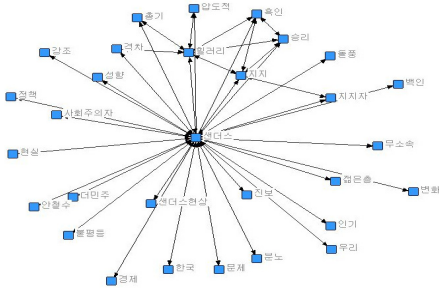 압도적
총기
흑인
승리
격차
힐러리
강조
돌풍
성향
지지
백인
정책
지지자
사회주의자
샌더스
무소속
현실
젊은층
변화
더민주
안철수
샌더스현상
진보
인기
불평등
무리
분노
한국
문제
경제